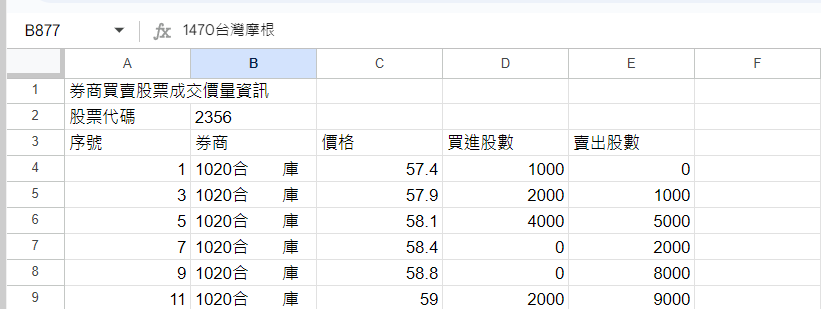 B877 fx 1470台灣摩根
A B C D E F
1 券商買賣股票成交價量資訊
2 股票代碼 2356
3 序號 券商 價格 買進股數 賣出股數
4 1 1020合　　庫 57.4 1000 0
5 3 1020合　　庫 57.9 2000 1000
6 5 1020合　　庫 58.1 4000 5000
7 7 1020合　　庫 58.4 0 2000
8 9 1020合　　庫 58.8 0 8000
9 11 1020合　　庫 59 2000 9000